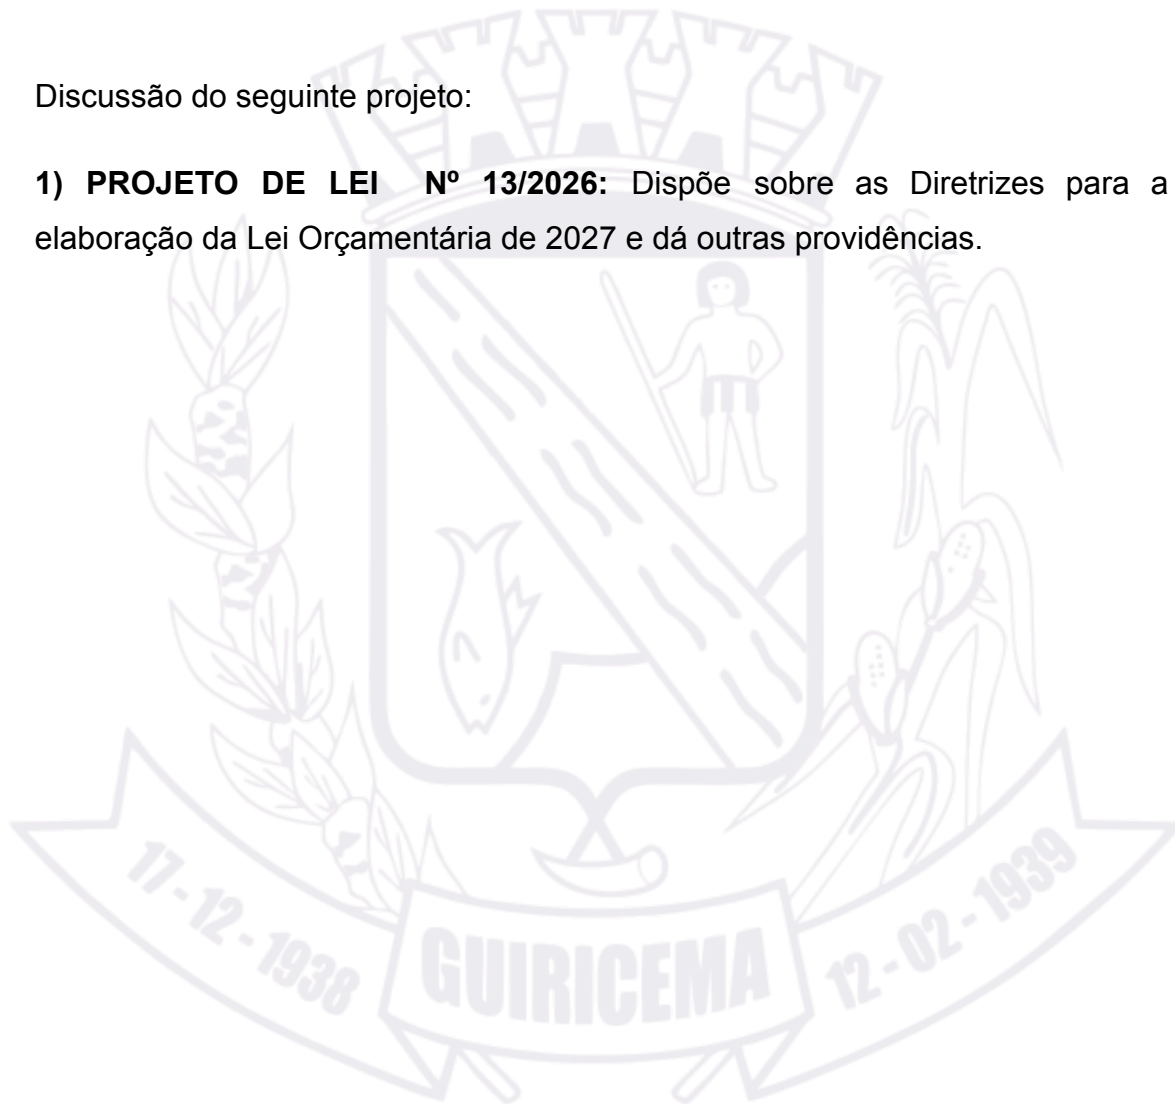 Discussão do seguinte projeto:
1) PROJETO DE LEI Nº 13/2026: Dispõe sobre as Diretrizes para a
elaboração da Lei Orçamentária de 2027 e dá outras providências.
17-12-1938
GUIRICEMA
12-02-1939